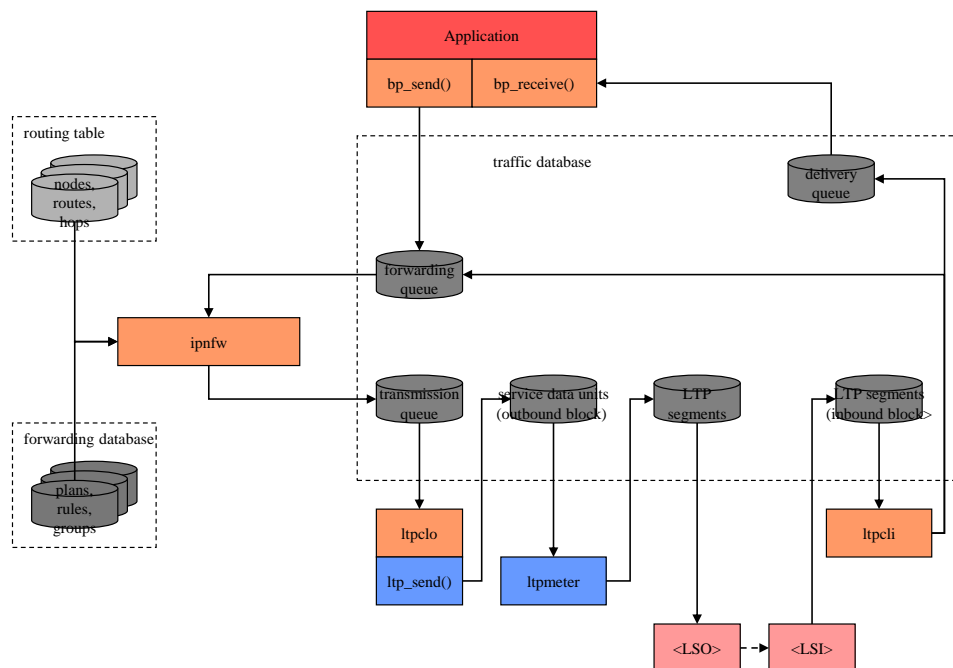 Application
bp_send()
bp_receive()
routing table
nodes,
routes,
hops
traffic database
delivery
queue
forwarding
queue
ipnfw
transmission
queue
service data units
(outbound block)
LTP
segments
LTP segments
(inbound block>
forwarding database
plans,
rules,
groups
ltpclo
ltp_send()
ltpmeter
ltpcli
<LSO>
<LSI>